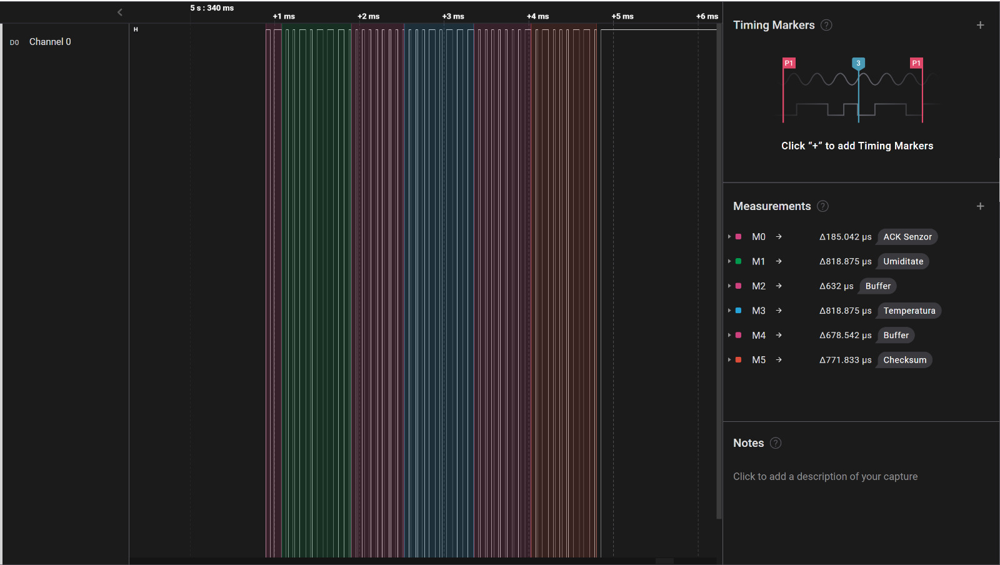 5 s : 340 ms
+1 ms
+2 ms
+3 ms
+4 ms
+5 ms
+6 ms
D0 Channel 0
H
Timing Markers ? +
P1
3
P1
Click “+” to add Timing Markers
Measurements ? +
M0 → Δ185.042 μs ACK Senzor
M1 → Δ818.875 μs Umiditate
M2 → Δ632 μs Buffer
M3 → Δ818.875 μs Temperatura
M4 → Δ678.542 μs Buffer
M5 → Δ771.833 μs Checksum
Notes ?
Click to add a description of your capture